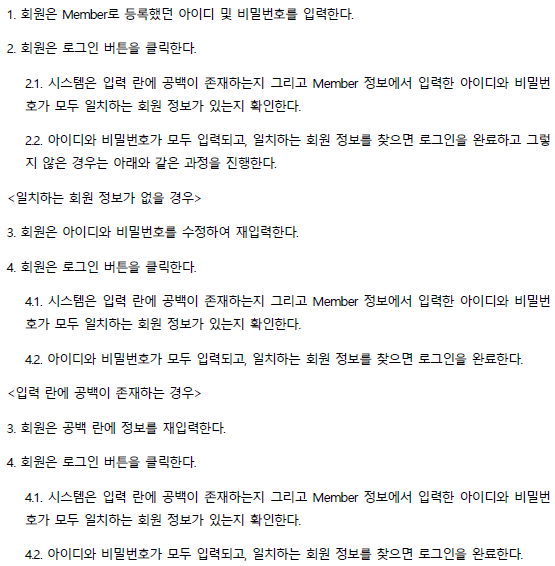 1. 회원은 Member로 등록했던 아이디 및 비밀번호를 입력한다.
2. 회원은 로그인 버튼을 클릭한다.
2.1. 시스템은 입력 란에 공백이 존재하는지 그리고 Member 정보에서 입력한 아이디와 비밀번
호가 모두 일치하는 회원 정보가 있는지 확인한다.
2.2. 아이디와 비밀번호가 모두 입력되고, 일치하는 회원 정보를 찾으면 로그인을 완료하고 그렇
지 않은 경우는 아래와 같은 과정을 진행한다.
<일치하는 회원 정보가 없을 경우>
3. 회원은 아이디와 비밀번호를 수정하여 재입력한다.
4. 회원은 로그인 버튼을 클릭한다.
4.1. 시스템은 입력 란에 공백이 존재하는지 그리고 Member 정보에서 입력한 아이디와 비밀번
호가 모두 일치하는 회원 정보가 있는지 확인한다.
4.2. 아이디와 비밀번호가 모두 입력되고, 일치하는 회원 정보를 찾으면 로그인을 완료한다.
<입력 란에 공백이 존재하는 경우>
3. 회원은 공백 란에 정보를 재입력한다.
4. 회원은 로그인 버튼을 클릭한다.
4.1. 시스템은 입력 란에 공백이 존재하는지 그리고 Member 정보에서 입력한 아이디와 비밀번
호가 모두 일치하는 회원 정보가 있는지 확인한다.
4.2. 아이디와 비밀번호가 모두 입력되고, 일치하는 회원 정보를 찾으면 로그인을 완료한다.